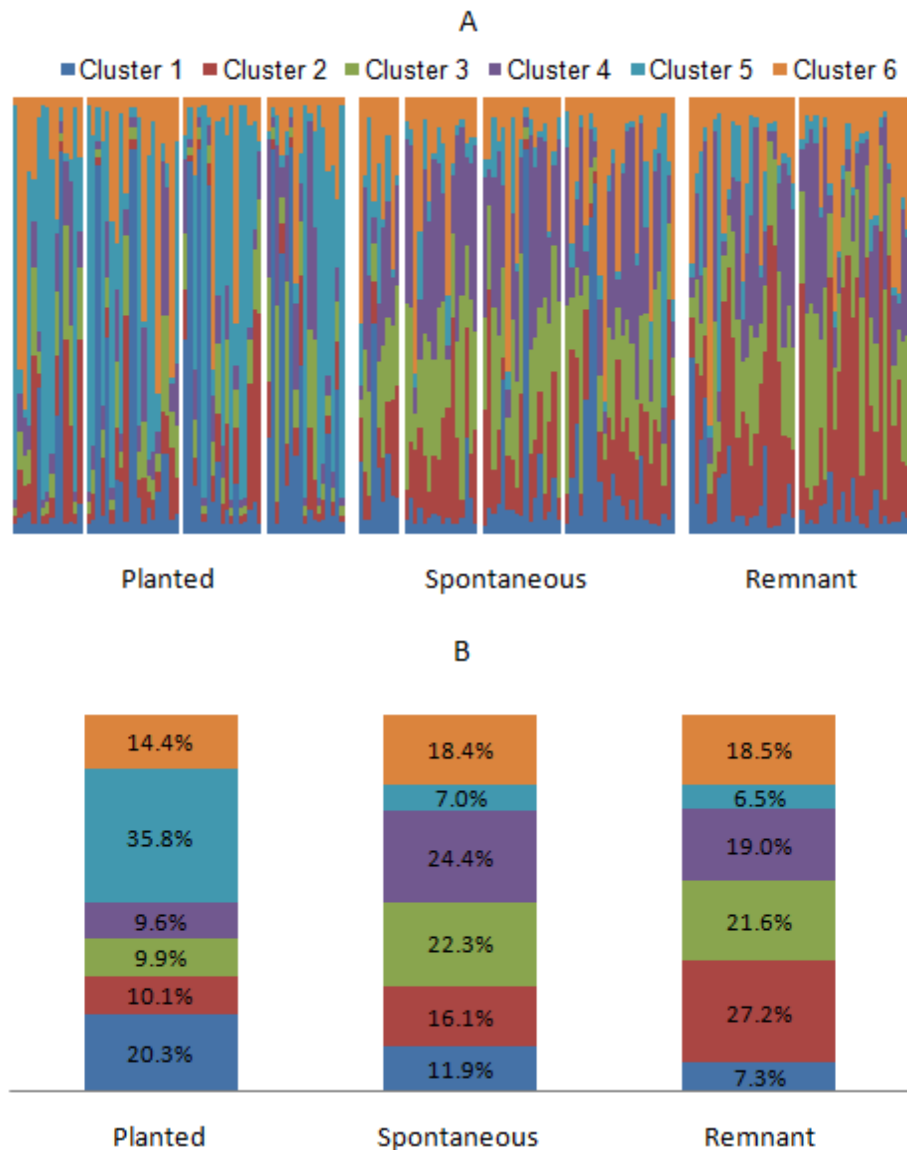 A
Cluster 1 Cluster 2 Cluster 3 Cluster 4 Cluster 5 Cluster 6
Planted Spontaneous Remnant
B
14.4% 18.4% 18.5%
35.8% 7.0% 6.5%
9.6% 24.4% 19.0%
9.9% 22.3% 21.6%
10.1% 16.1% 27.2%
20.3% 11.9% 7.3%
Planted Spontaneous Remnant